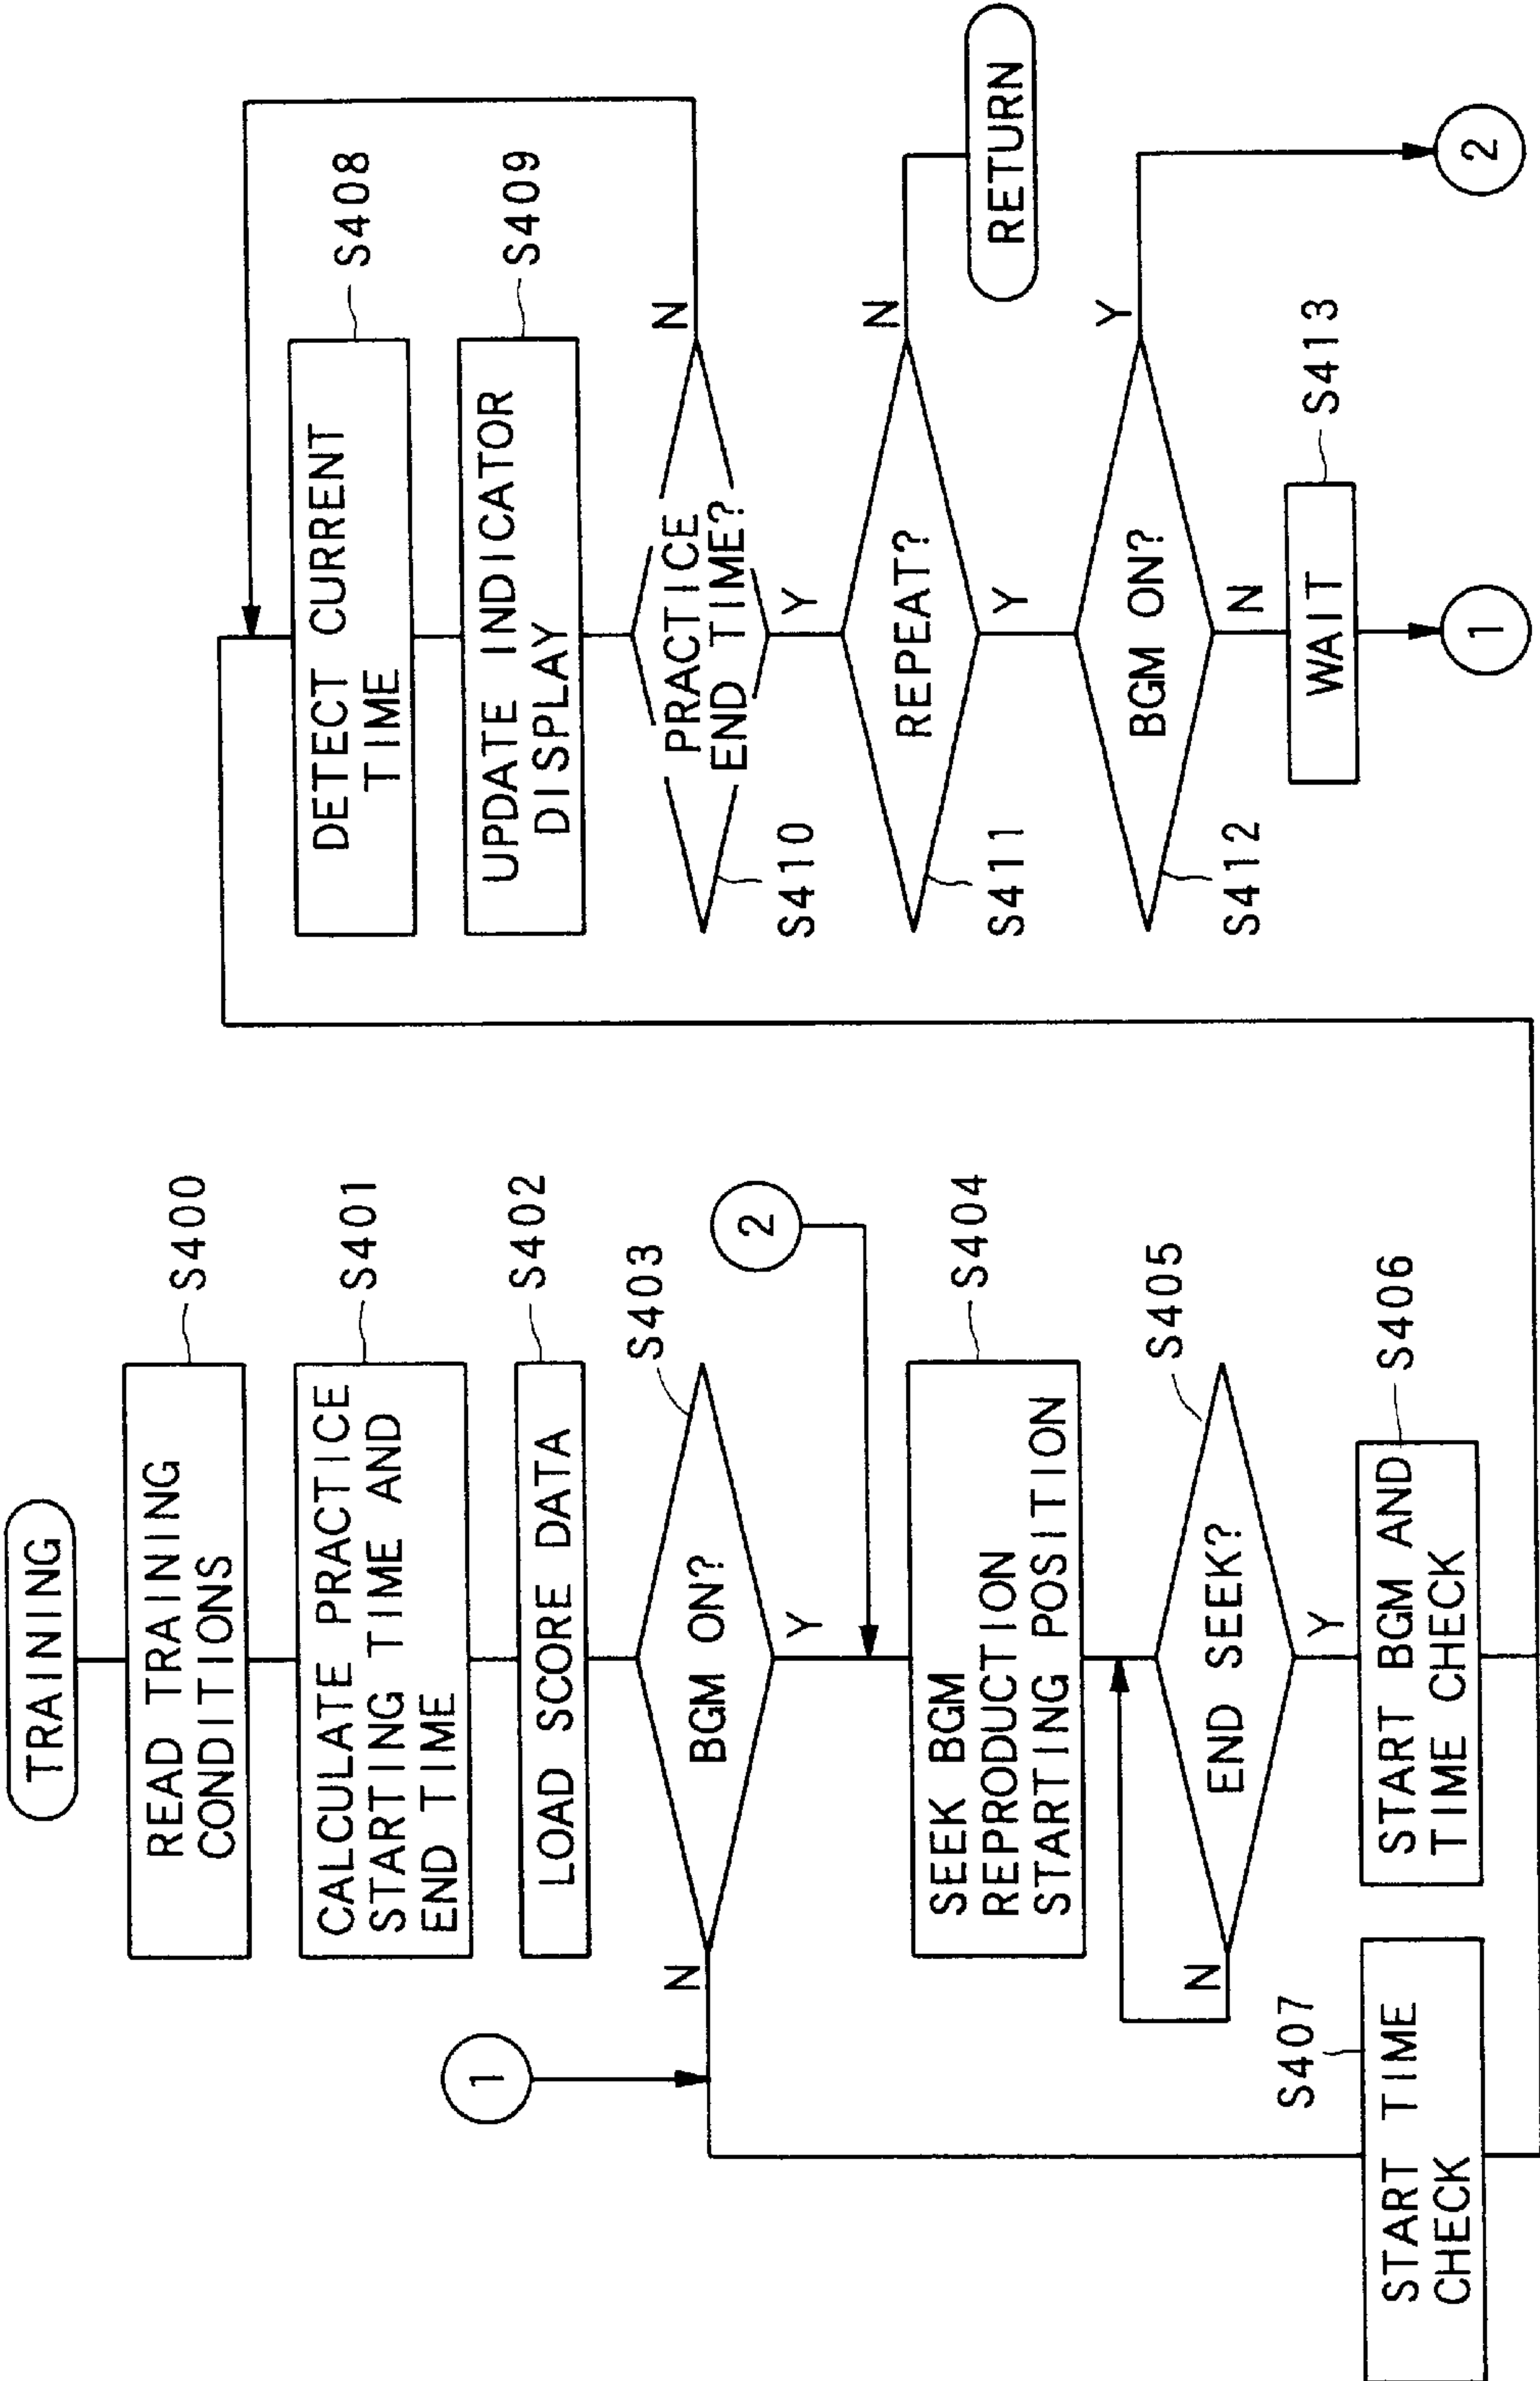 TRAINING
READ TRAINING
CONDITIONS
S400
CALCULATE PRACTICE
STARTING TIME AND
END TIME
S401
LOAD SCORE DATA
S402
BGM ON?
S403
N
Y
1
2
SEEK BGM
REPRODUCTION
STARTING POSITION
S404
END SEEK?
S405
N
Y
START BGM AND
TIME CHECK
S406
START TIME
CHECK
S407
DETECT CURRENT
TIME
S408
UPDATE INDICATOR
DISPLAY
S409
PRACTICE
END TIME?
S410
N
Y
REPEAT?
S411
N
Y
RETURN
BGM ON?
S412
Y
N
WAIT
S413
1
2